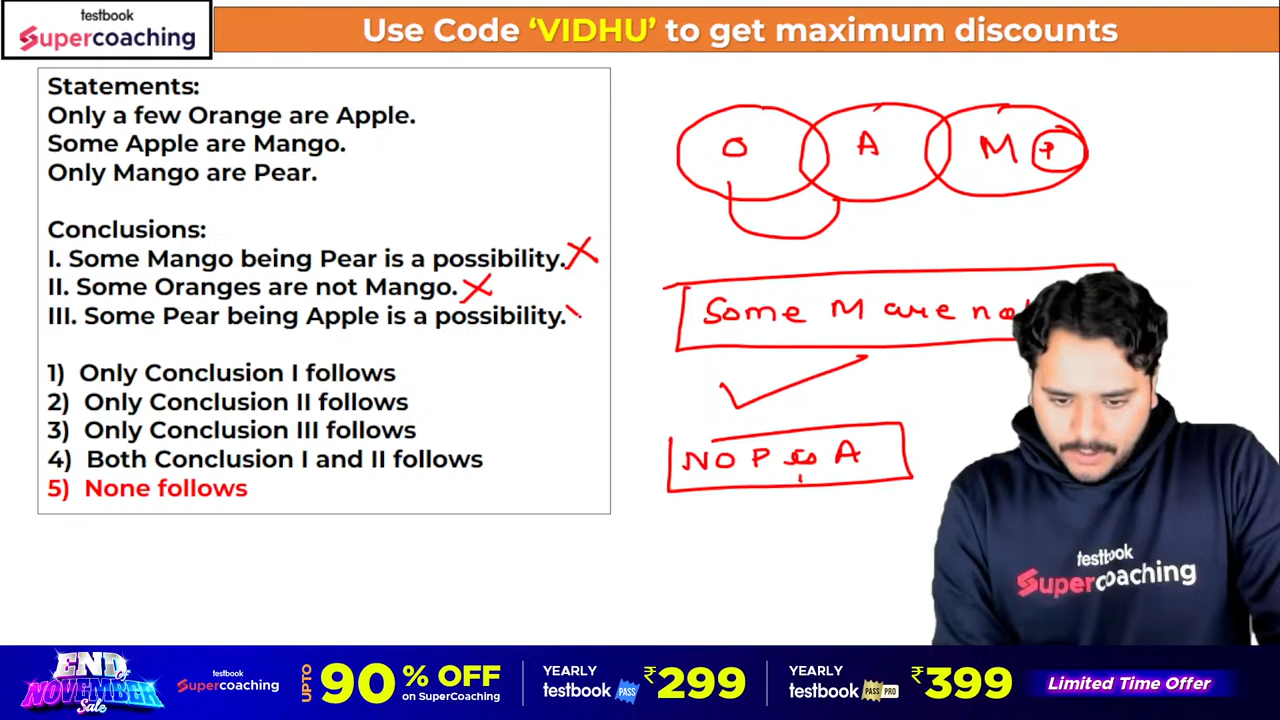 testbook
Supercoaching
Use Code ‘VIDHU’ to get maximum discounts
Statements:
Only a few Orange are Apple.
Some Apple are Mango.
Only Mango are Pear.
Conclusions:
I. Some Mango being Pear is a possibility.
II. Some Oranges are not Mango.
III. Some Pear being Apple is a possibility.
1) Only Conclusion I follows
2) Only Conclusion II follows
3) Only Conclusion III follows
4) Both Conclusion I and II follows
5) None follows
O A M P
Some M are not
NO P is A
testbook
Supercoaching
END OF
NOVEMBER
Sale
testbook
Supercoaching
UPTO
90% OFF
on SuperCoaching
YEARLY
testbook PASS
₹299
YEARLY
testbook PASS PRO
₹399
Limited Time Offer